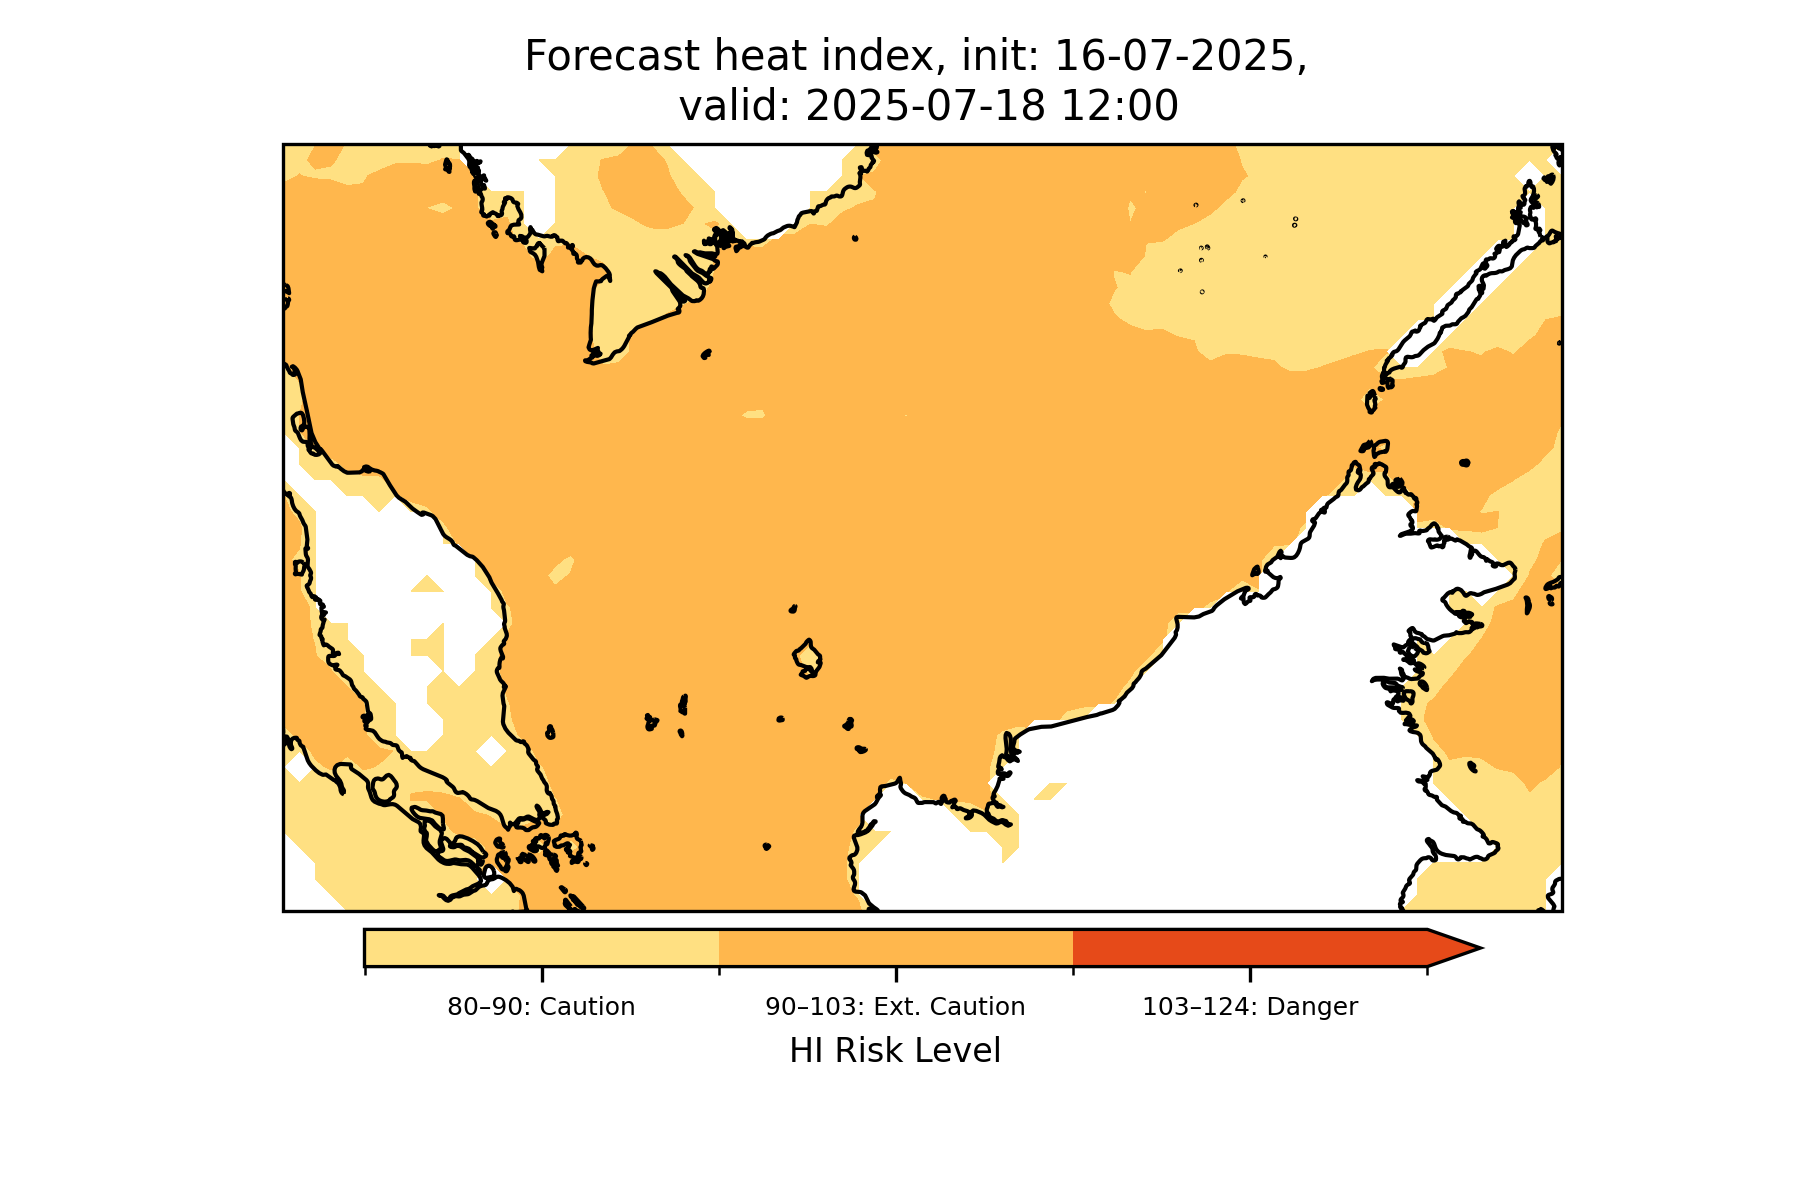 Forecast heat index, init: 16-07-2025,
valid: 2025-07-18 12:00
80–90: Caution
90–103: Ext. Caution
103–124: Danger
HI Risk Level